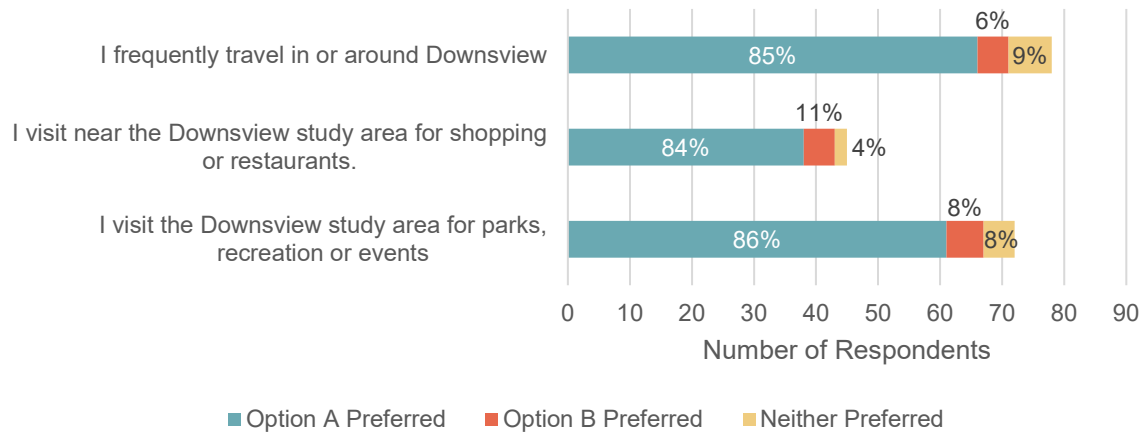 6%
I frequently travel in or around Downsview
85%
9%
11%
I visit near the Downsview study area for shopping
or restaurants.
84%
4%
8%
I visit the Downsview study area for parks,
recreation or events
86%
8%
0 10 20 30 40 50 60 70 80 90
Number of Respondents
Option A Preferred Option B Preferred Neither Preferred